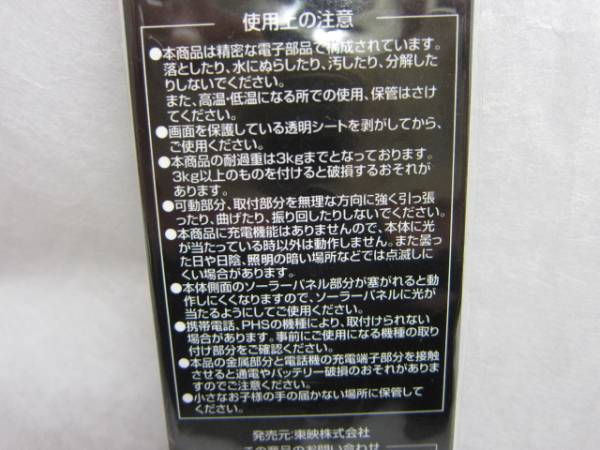 使用上の注意
●本商品は精密な電子部品で構成されています。
落としたり、水にぬらしたり、汚したり、分解した
りしないでください。
また、高温・低温になる所での使用、保管はさけ
てください。
●画面を保護している透明シートを剥がしてから、
ご使用ください。
●本商品の耐過重は3kgまでとなっております。
3kg以上のものを付けると破損するおそれが
あります。
●可動部分、取付部分を無理な方向に強く引っ張
ったり、曲げたり、振り回したりしないでください。
●本商品に充電機能はありませんので、本体に光
が当たっている時以外は動作しません。また曇っ
た日や日陰、照明の暗い場所などでは点滅しに
くい場合があります。
●本体側面のソーラーパネル部分が塞がれると動
作しにくくなりますので、ソーラーパネルに光が
当たるようにしてご使用ください。
●携帯電話、PHSの機種により、取付けられない
場合があります。事前にご使用になる機種の取り
付け部分をご確認ください。
●本品の金属部分と電話機の充電端子部分を接触
させると通電やバッテリー破損のおそれがありま
すのでご注意ください。
●小さなお子様の手の届かない場所に保管して
ください。
発売元:東映株式会社
この商品のお問い合わせ